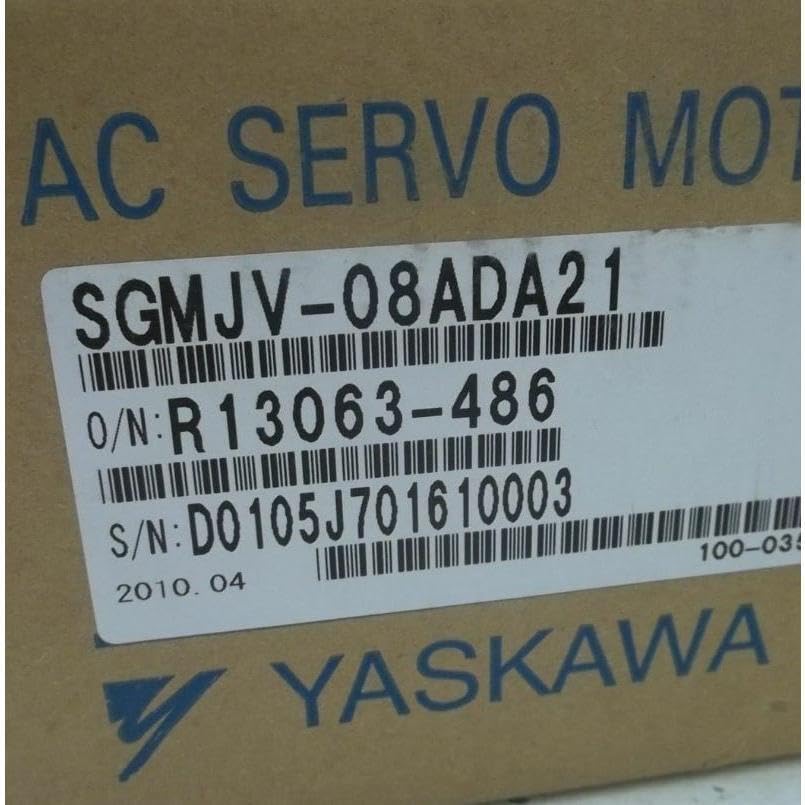 AC SERVO MOT
SGMJV-08ADA21
O/N: R13063-486
S/N: D0105J701610003
2010. 04
100-035
YASKAWA